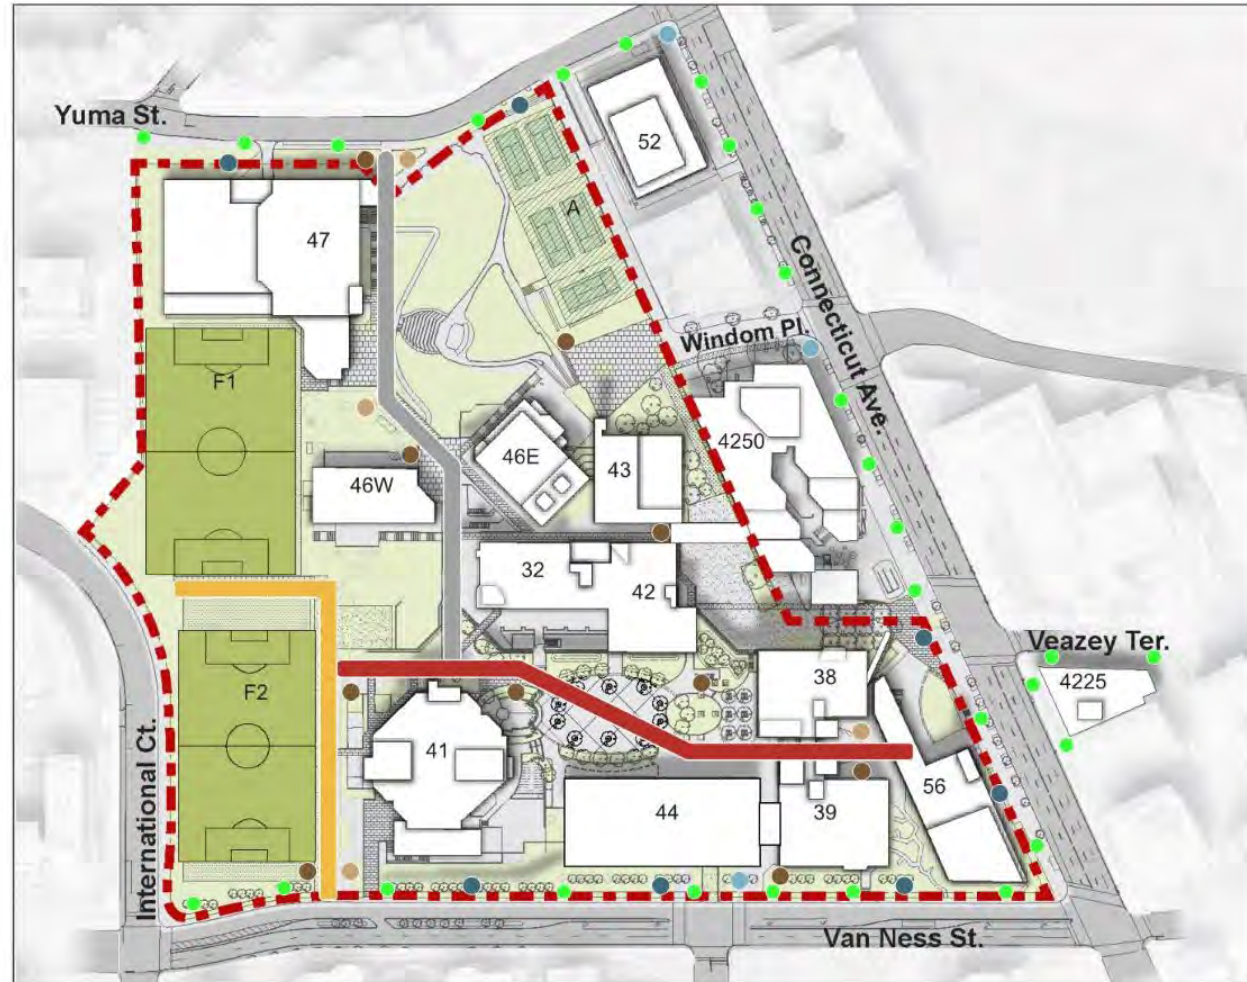 Yuma St.
52
47
A
Connecticut Ave.
Windom Pl.
F1
4250
46E
43
46W
32
42
Veazey Ter.
38
4225
F2
41
56
44
39
International Ct.
Van Ness St.